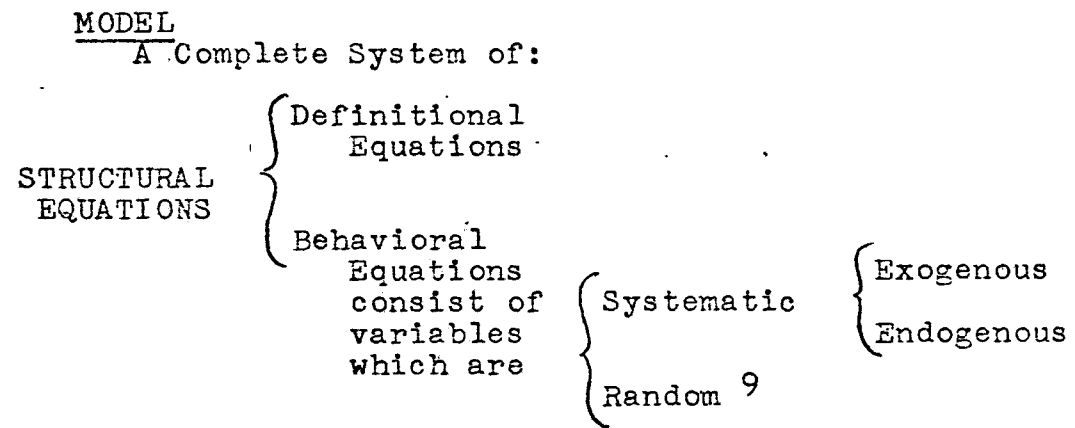 MODEL
A Complete System of:
Definitional
Equations
STRUCTURAL
EQUATIONS
Behavioral
Equations
consist of
variables
which are
Systematic
Exogenous
Endogenous
Random 9